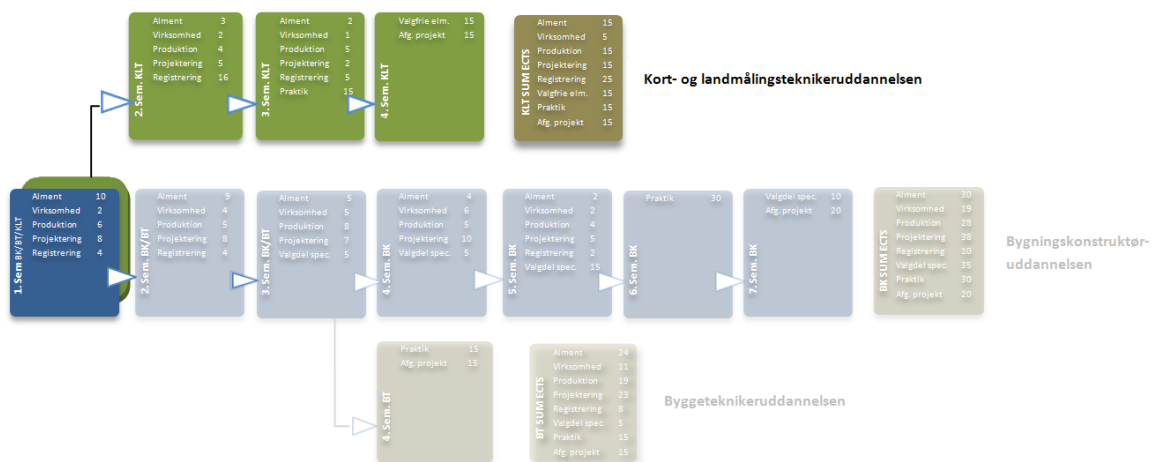 2. Sem. KLT
Alment 3
Virksomhed 2
Produktion 4
Projektering 5
Registrering 16
3. Sem. KLT
Alment 2
Virksomhed 1
Produktion 5
Projektering 2
Registrering 5
Praktik 15
4. Sem. KLT
Valgfrie elm. 15
Afg. projekt 15
KLT SUM ECTS
Alment 15
Virksomhed 5
Produktion 15
Projektering 15
Registrering 25
Valgfrie elm. 15
Praktik 15
Afg. projekt 15
Kort- og landmålingsteknikeruddannelsen
1. Sem BK/BT/KLT
Alment 10
Virksomhed 2
Produktion 6
Projektering 8
Registrering 4
2. Sem. BK/BT
Alment 9
Virksomhed 4
Produktion 5
Projektering 8
Registrering 4
3. Sem. BK/BT
Alment 5
Virksomhed 5
Produktion 8
Projektering 7
Valgdel spec. 5
4. Sem. BK
Alment 4
Virksomhed 6
Produktion 5
Projektering 10
Valgdel spec. 5
5. Sem. BK
Alment 2
Virksomhed 2
Produktion 4
Projektering 5
Registrering 2
Valgdel spec. 15
6. Sem. BK
Praktik 30
7. Sem. BK
Valgdel spec. 10
Afg. projekt 20
BK SUM ECTS
Alment 30
Virksomhed 19
Produktion 28
Projektering 38
Registrering 10
Valgdel spec. 35
Praktik 30
Afg. projekt 20
Bygningskonstruktør-
uddannelsen
4. Sem. BT
Praktik 15
Afg. projekt 15
BT SUM ECTS
Alment 24
Virksomhed 11
Produktion 19
Projektering 23
Registrering 8
Valgdel spec. 5
Praktik 15
Afg. projekt 15
Byggeteknikeruddannelsen